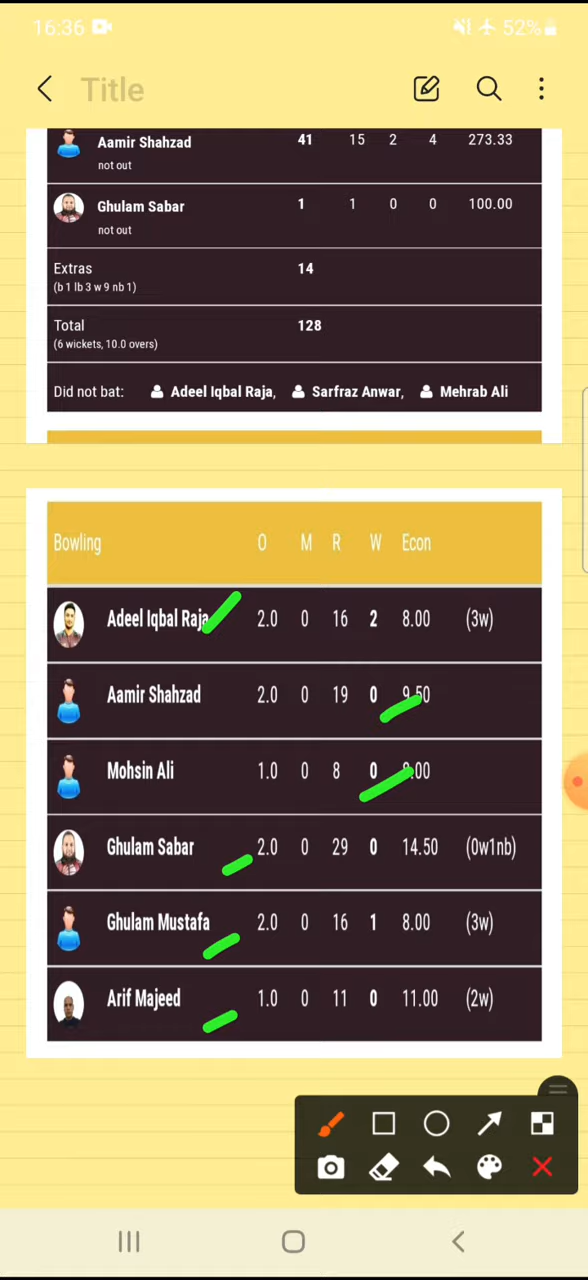 16:36 52%
Title
Aamir Shahzad 41 15 2 4 273.33
not out
Ghulam Sabar 1 1 0 0 100.00
not out
Extras 14
(b 1 lb 3 w 9 nb 1)
Total 128
(6 wickets, 10.0 overs)
Did not bat: Adeel Iqbal Raja, Sarfraz Anwar, Mehrab Ali
Bowling O M R W Econ
Adeel Iqbal Raja 2.0 0 16 2 8.00 (3w)
Aamir Shahzad 2.0 0 19 0 9.50
Mohsin Ali 1.0 0 8 0 8.00
Ghulam Sabar 2.0 0 29 0 14.50 (0w1nb)
Ghulam Mustafa 2.0 0 16 1 8.00 (3w)
Arif Majeed 1.0 0 11 0 11.00 (2w)